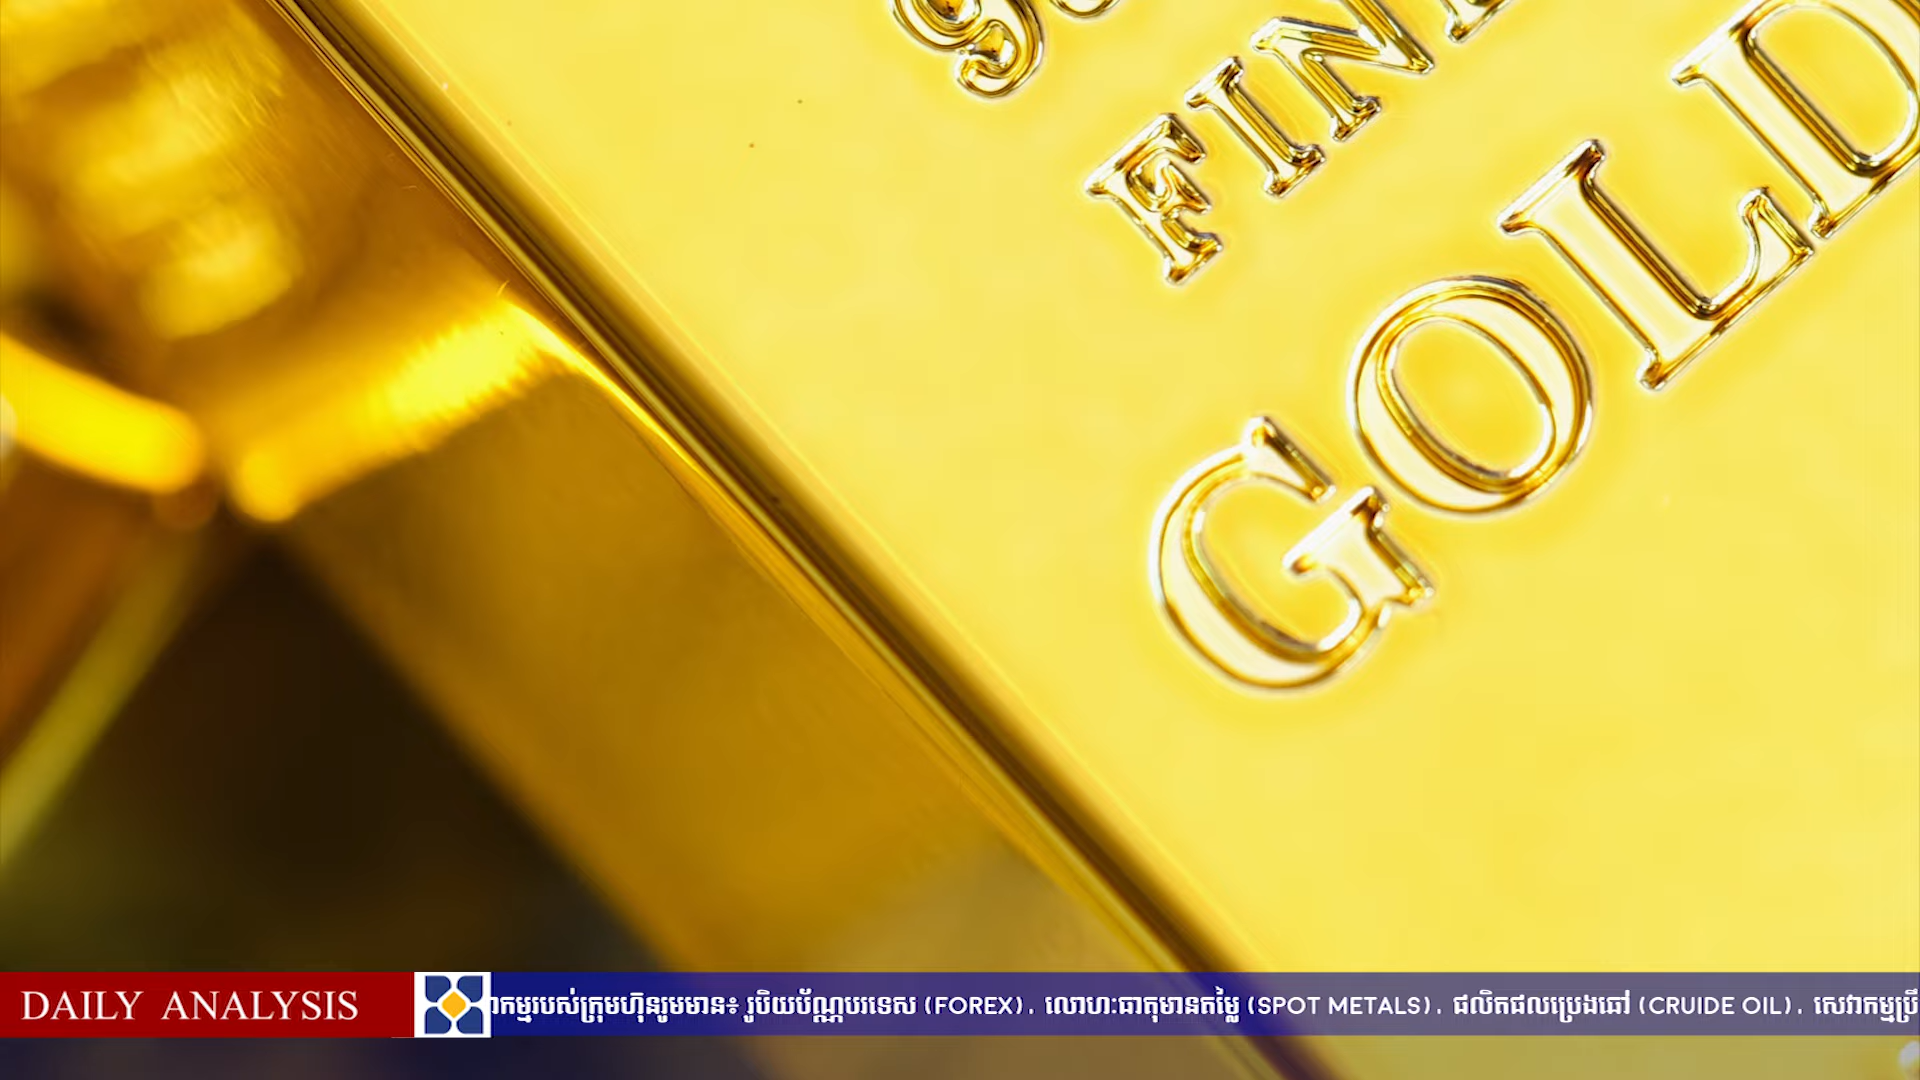 FINE
GOLD
DAILY ANALYSIS
កម្មរបស់ក្រុមហ៊ុនរួមមាន៖ រូបិយប័ណ្ណបរទេស (FOREX). លោហៈធាតុមានតម្លៃ (SPOT METALS). ផលិតផលប្រេងឆៅ (CRUIDE OIL). សេវាកម្មប្រឹ